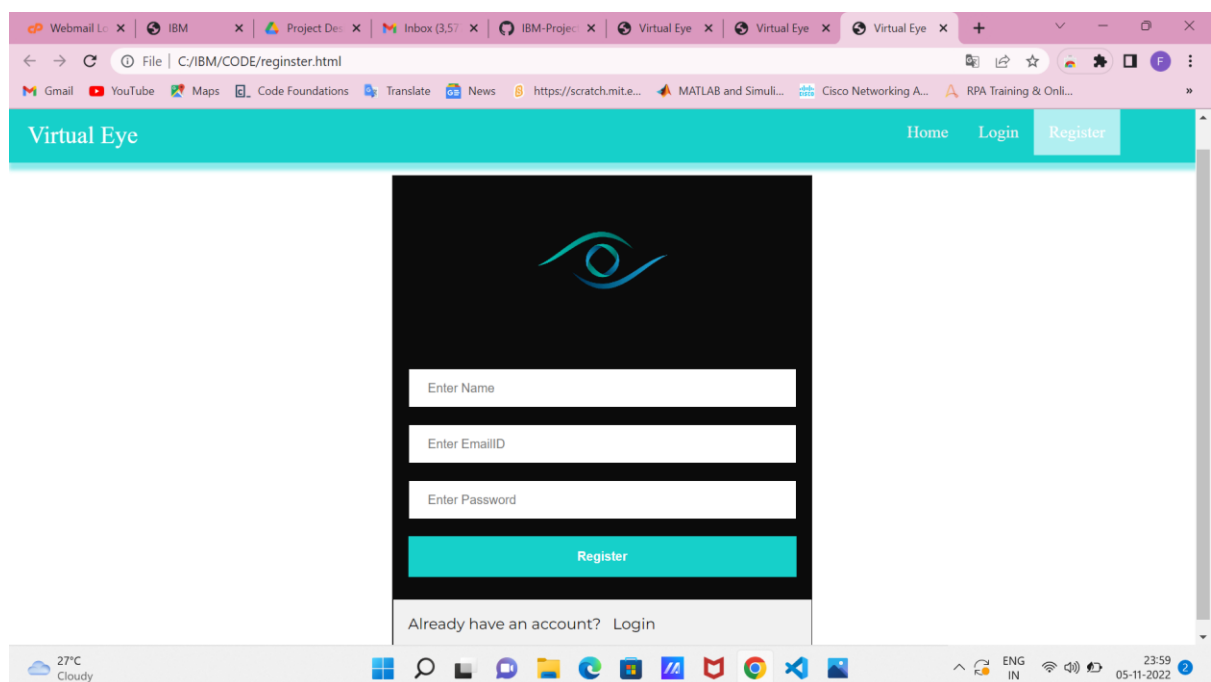 Webmail Lo
IBM
Project Des
Inbox (3,57
IBM-Project
Virtual Eye
Virtual Eye
Virtual Eye
File C:/IBM/CODE/reginster.html
F
Gmail YouTube Maps Code Foundations Translate News https://scratch.mit.e... MATLAB and Simuli... Cisco Networking A... RPA Training & Onli... »
Virtual Eye Home Login Register
Enter Name
Enter EmailID
Enter Password
Register
Already have an account? Login
27°C
Cloudy
ENG
IN
23:59
05-11-2022
2